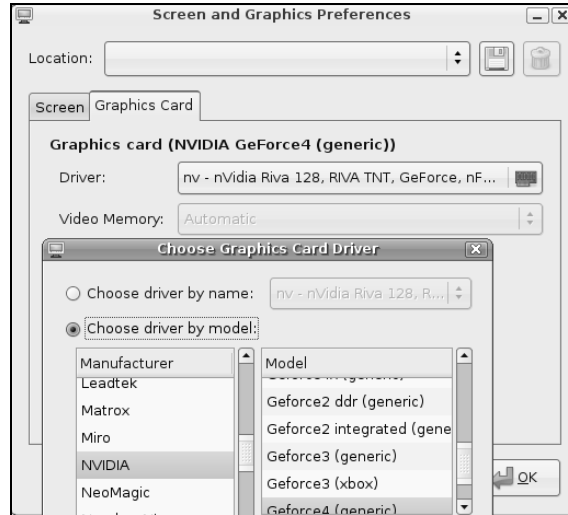 Screen and Graphics Preferences
Location:
Screen
Graphics Card
Graphics card (NVIDIA GeForce4 (generic))
Driver: nv - nVidia Riva 128, RIVA TNT, GeForce, nF...
Video Memory: Automatic
Choose Graphics Card Driver
Choose driver by name: nv - nVidia Riva 128, R...
Choose driver by model:
Manufacturer
Leadtek
Matrox
Miro
NVIDIA
NeoMagic
Model
Geforce2 ddr (generic)
Geforce2 integrated (gene
Geforce3 (generic)
Geforce3 (xbox)
Geforce4 (generic)
OK